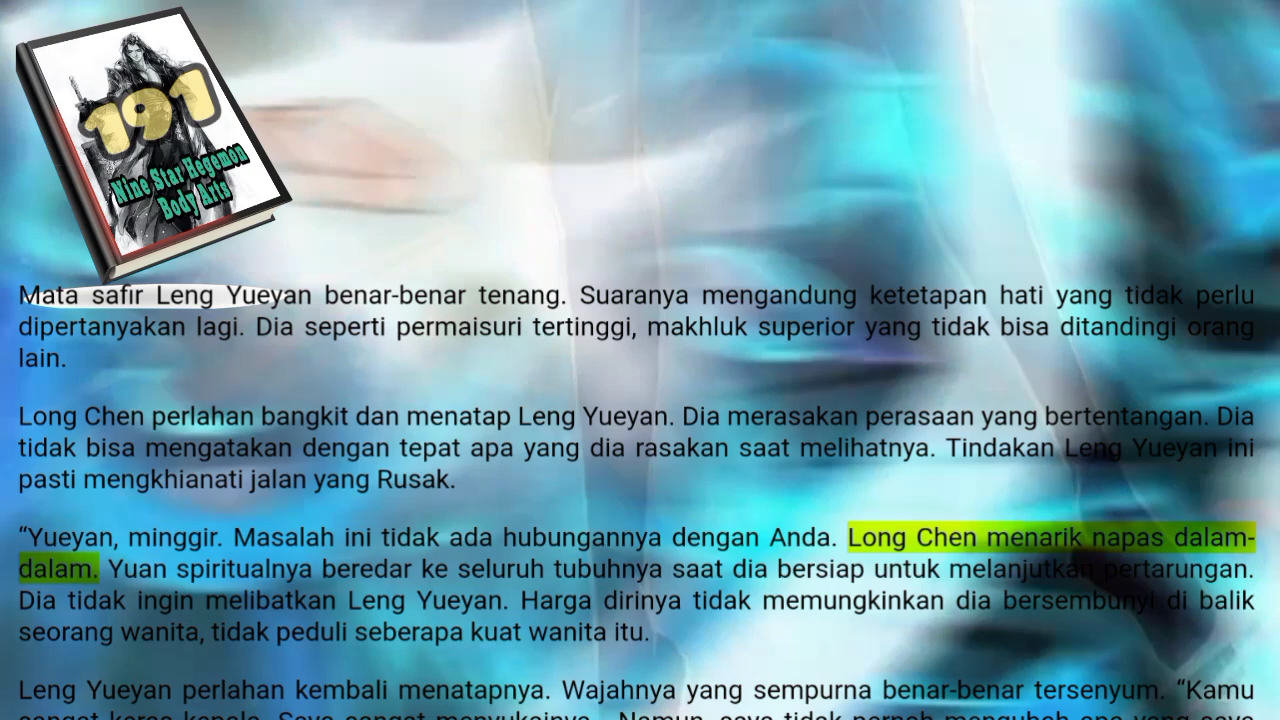 191
Nine Star Hegemon
Body Arts
Mata safir Leng Yueyan benar-benar tenang. Suaranya mengandung ketetapan hati yang tidak perlu
dipertanyakan lagi. Dia seperti permaisuri tertinggi, makhluk superior yang tidak bisa ditandingi orang
lain.
Long Chen perlahan bangkit dan menatap Leng Yueyan. Dia merasakan perasaan yang bertentangan. Dia
tidak bisa mengatakan dengan tepat apa yang dia rasakan saat melihatnya. Tindakan Leng Yueyan ini
pasti mengkhianati jalan yang Rusak.
“Yueyan, minggir. Masalah ini tidak ada hubungannya dengan Anda. Long Chen menarik napas dalam-
dalam. Yuan spiritualnya beredar ke seluruh tubuhnya saat dia bersiap untuk melanjutkan pertarungan.
Dia tidak ingin melibatkan Leng Yueyan. Harga dirinya tidak memungkinkan dia bersembunyi di balik
seorang wanita, tidak peduli seberapa kuat wanita itu.
Leng Yueyan perlahan kembali menatapnya. Wajahnya yang sempurna benar-benar tersenyum. “Kamu